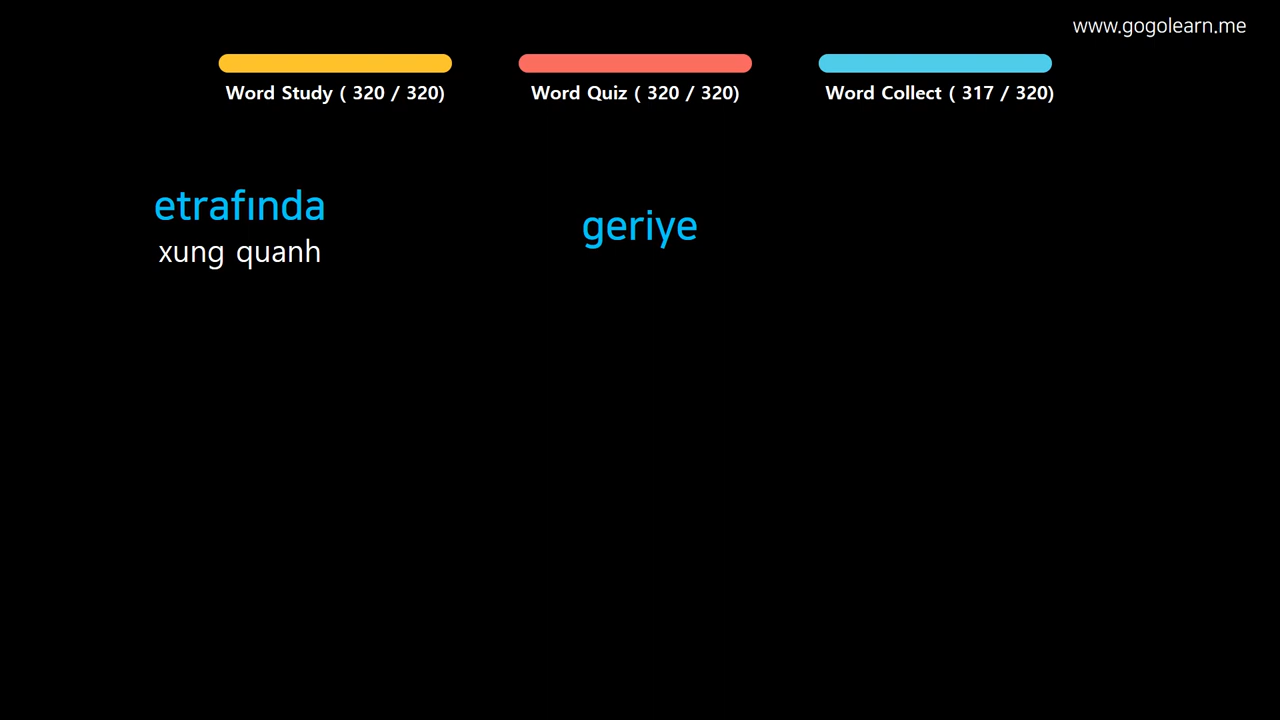 www.gogolearn.me
Word Study ( 320 / 320)
Word Quiz ( 320 / 320)
Word Collect ( 317 / 320)
etrafında
xung quanh
geriye